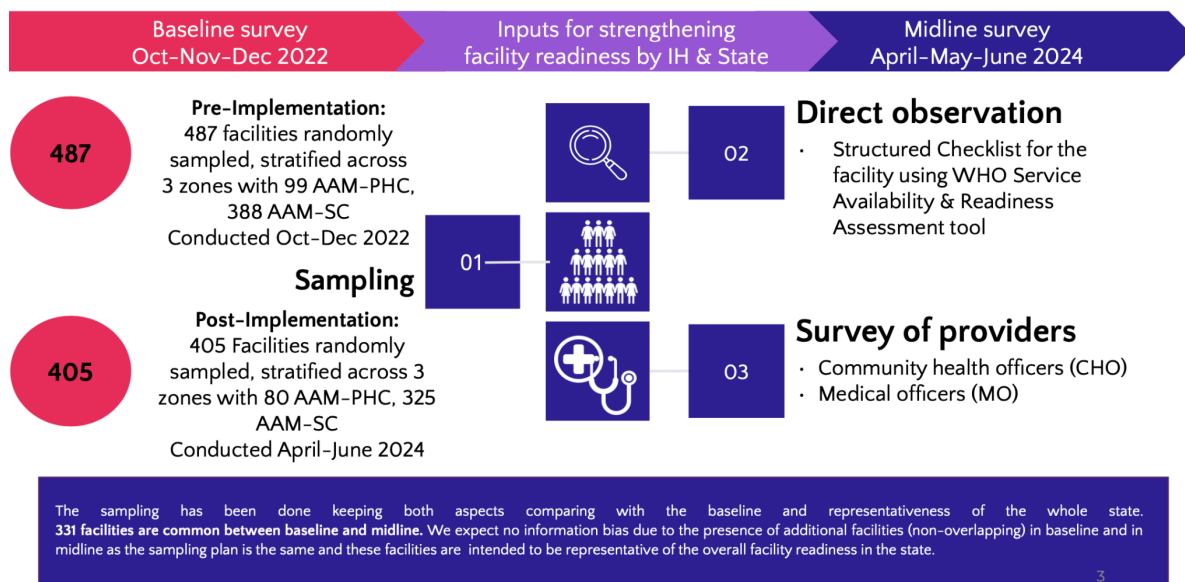 Baseline survey
Oct-Nov-Dec 2022
Inputs for strengthening
facility readiness by IH & State
Midline survey
April-May-June 2024
487
Pre-Implementation:
487 facilities randomly
sampled, stratified across
3 zones with 99 AAM-PHC,
388 AAM-SC
Conducted Oct-Dec 2022
01
Sampling
405
Post-Implementation:
405 Facilities randomly
sampled, stratified across 3
zones with 80 AAM-PHC, 325
AAM-SC
Conducted April-June 2024
02
Direct observation
• Structured Checklist for the
facility using WHO Service
Availability & Readiness
Assessment tool
03
Survey of providers
• Community health officers (CHO)
• Medical officers (MO)
The sampling has been done keeping both aspects comparing with the baseline and representativeness of the whole state.
331 facilities are common between baseline and midline. We expect no information bias due to the presence of additional facilities (non-overlapping) in baseline and in
midline as the sampling plan is the same and these facilities are intended to be representative of the overall facility readiness in the state.
3